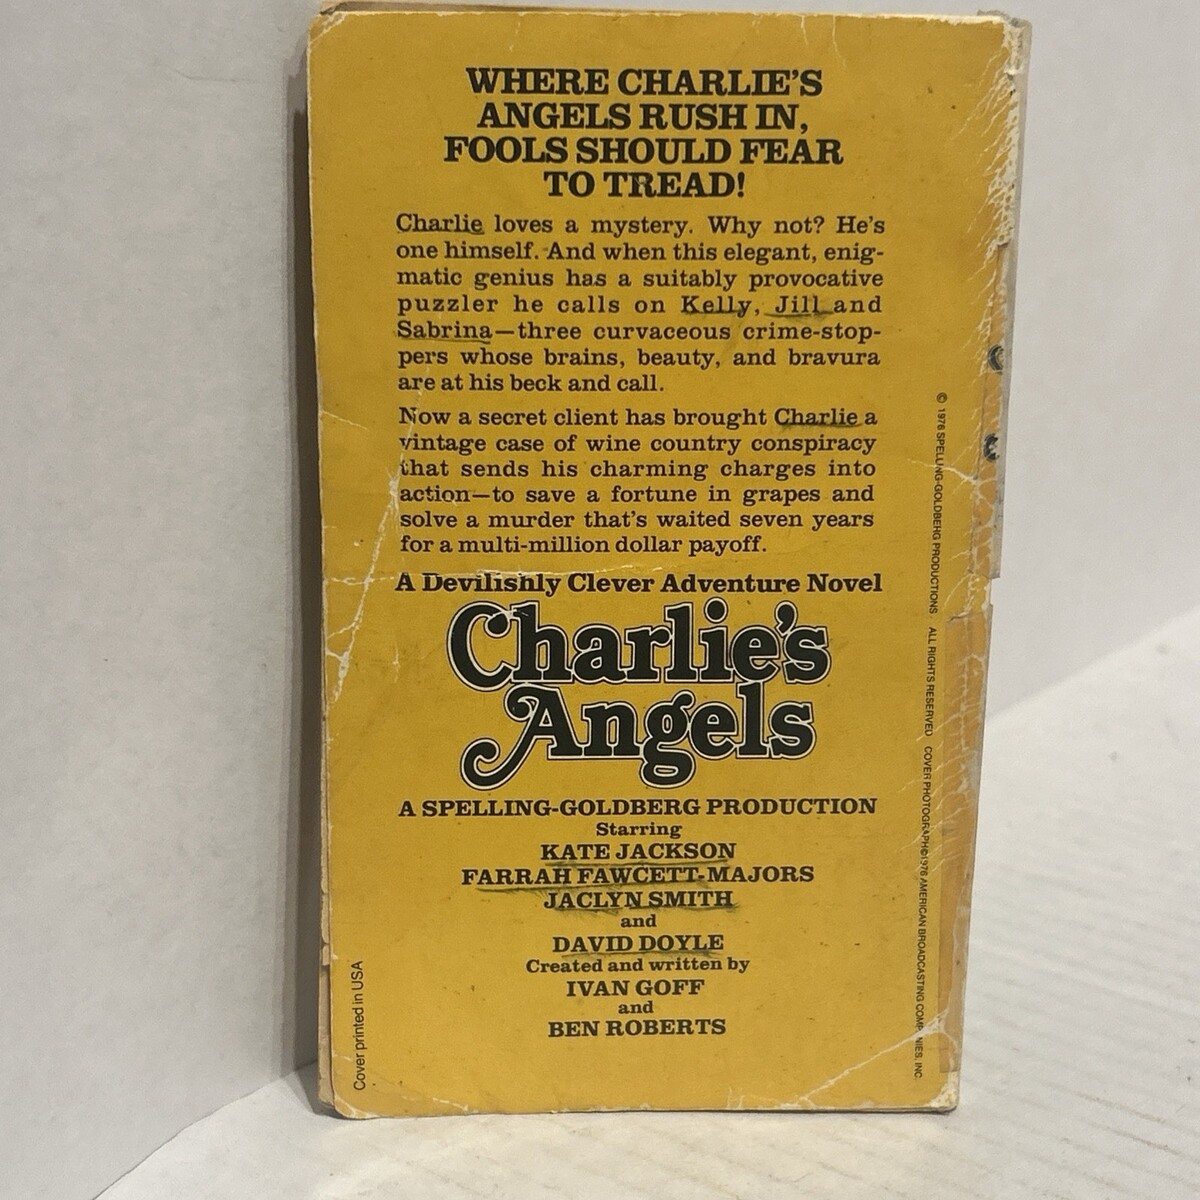 WHERE CHARLIE'S
ANGELS RUSH IN,
FOOLS SHOULD FEAR
TO TREAD!
Charlie loves a mystery. Why not? He's
one himself. And when this elegant, enig-
matic genius has a suitably provocative
puzzler he calls on Kelly, Jill and
Sabrina—three curvaceous crime-stop-
pers whose brains, beauty, and bravura
are at his beck and call.
Now a secret client has brought Charlie a
vintage case of wine country conspiracy
that sends his charming charges into
action—to save a fortune in grapes and
solve a murder that's waited seven years
for a multi-million dollar payoff.
A Devilishly Clever Adventure Novel
Charlie's
Angels
A SPELLING-GOLDBERG PRODUCTION
Starring
KATE JACKSON
FARRAH FAWCETT-MAJORS
JACLYN SMITH
and
DAVID DOYLE
Created and written by
IVAN GOFF
and
BEN ROBERTS
Cover printed in USA
© 1976 SPELLING-GOLDBERG PRODUCTIONS ALL RIGHTS RESERVED COVER PHOTOGRAPH © 1976 AMERICAN BROADCASTING COMPANIES, INC.